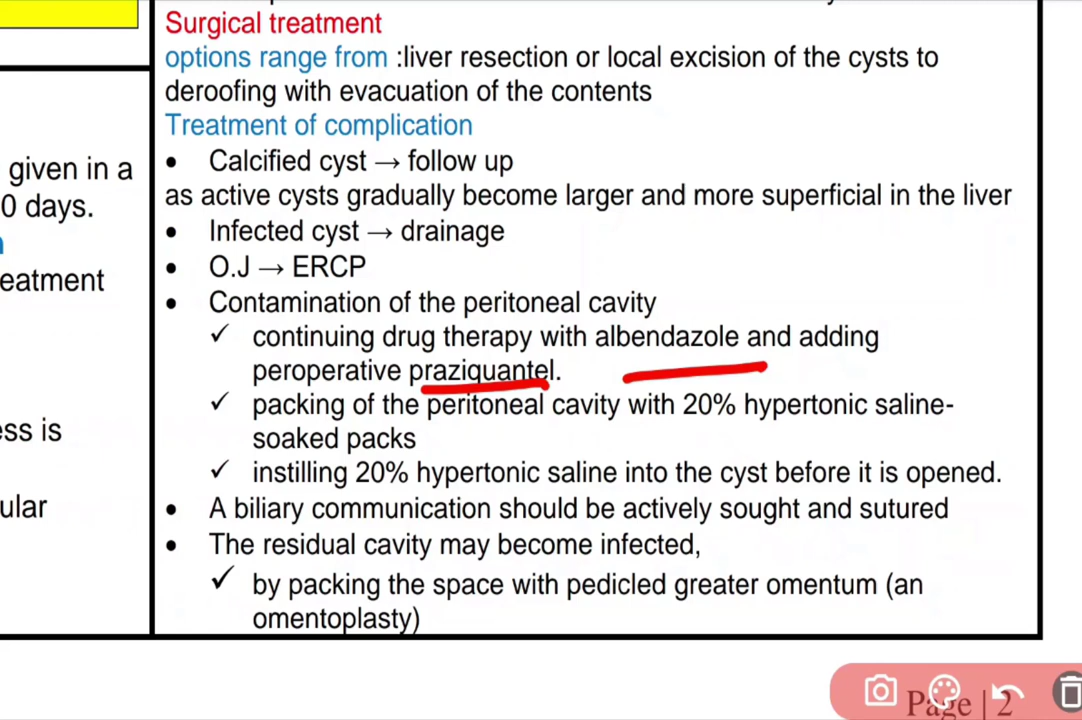 Surgical treatment
options range from :liver resection or local excision of the cysts to
deroofing with evacuation of the contents
Treatment of complication
• Calcified cyst → follow up
as active cysts gradually become larger and more superficial in the liver
• Infected cyst → drainage
• O.J → ERCP
• Contamination of the peritoneal cavity
✓ continuing drug therapy with albendazole and adding
peroperative praziquantel.
✓ packing of the peritoneal cavity with 20% hypertonic saline-
soaked packs
✓ instilling 20% hypertonic saline into the cyst before it is opened.
• A biliary communication should be actively sought and sutured
• The residual cavity may become infected,
✓ by packing the space with pedicled greater omentum (an
omentoplasty)
given in a
0 days.
eatment
ess is
ular
Page | 2